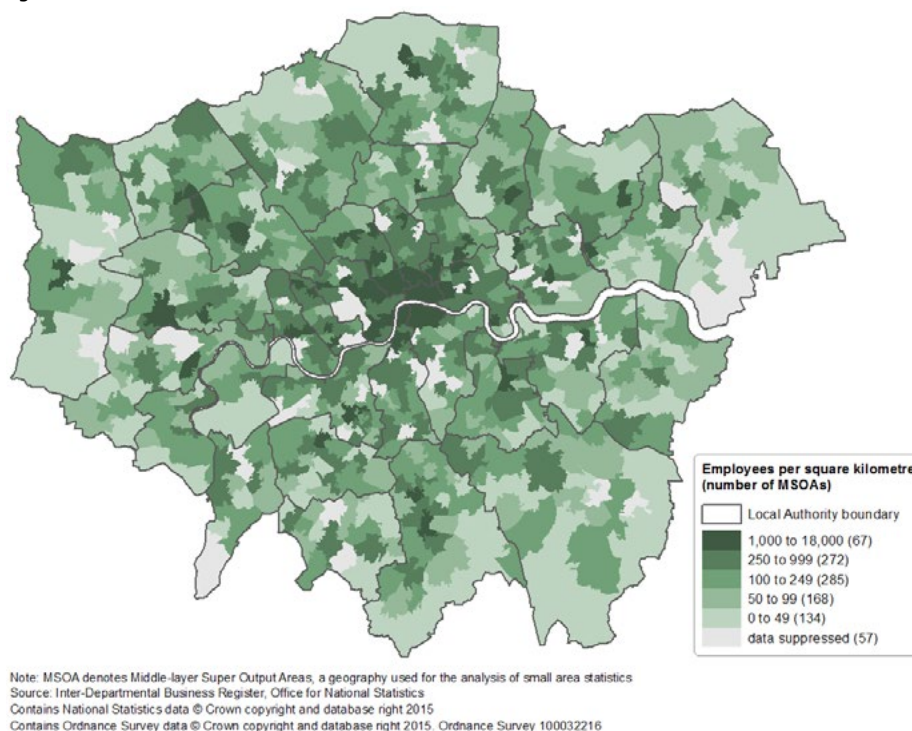 Employees per square kilometre
(number of MSOAs)
Local Authority boundary
1,000 to 18,000 (67)
250 to 999 (272)
100 to 249 (285)
50 to 99 (168)
0 to 49 (134)
data suppressed (57)
Note: MSOA denotes Middle-layer Super Output Areas, a geography used for the analysis of small area statistics
Source: Inter-Departmental Business Register, Office for National Statistics
Contains National Statistics data © Crown copyright and database right 2015
Contains Ordnance Survey data © Crown copyright and database right 2015. Ordnance Survey 100032216